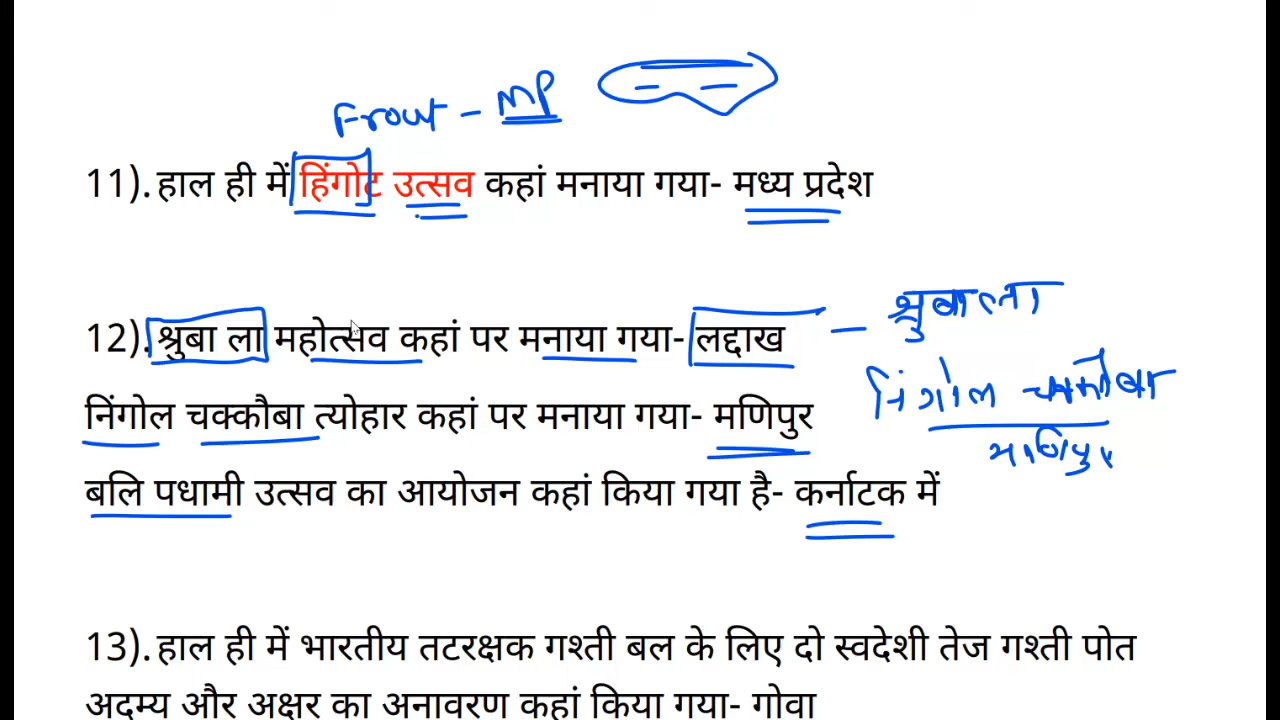 Frout - MP
11). हाल ही में हिंगोट उत्सव कहां मनाया गया- मध्य प्रदेश
12). श्रुबा ला महोत्सव कहां पर मनाया गया- लद्दाख - श्रुबा ला
निंगोल चक्कौबा त्योहार कहां पर मनाया गया- मणिपुर
निंगोल
मणिपुर
बलि पधामी उत्सव का आयोजन कहां किया गया है- कर्नाटक में
13). हाल ही में भारतीय तटरक्षक गश्ती बल के लिए दो स्वदेशी तेज गश्ती पोत
अदम्य और अक्षर का अनावरण कहां किया गया- गोवा